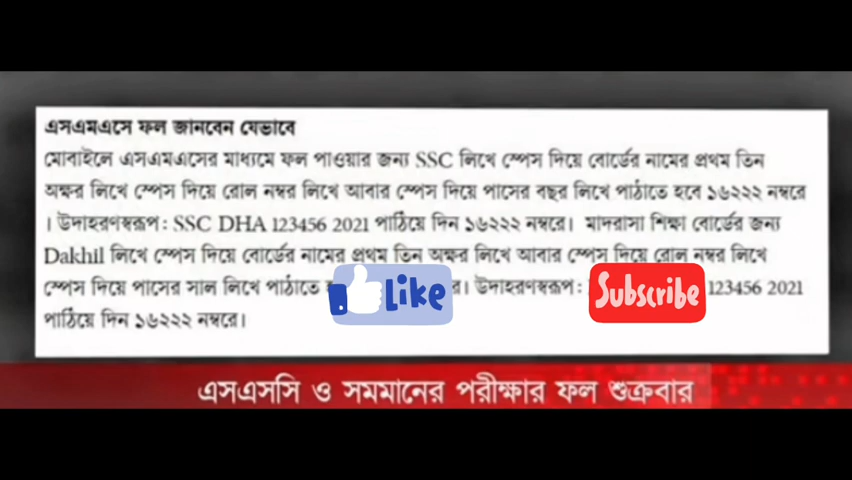 এসএমএসে ফল জানবেন যেভাবে
মোবাইলে এসএমএসের মাধ্যমে ফল পাওয়ার জন্য SSC লিখে স্পেস দিয়ে বোর্ডের নামের প্রথম তিন
অক্ষর লিখে স্পেস দিয়ে রোল নম্বর লিখে আবার স্পেস দিয়ে পাসের বছর লিখে পাঠাতে হবে ১৬২২২ নম্বরে
। উদাহরণস্বরূপ: SSC DHA 123456 2021 পাঠিয়ে দিন ১৬২২২ নম্বরে। মাদরাসা শিক্ষা বোর্ডের জন্য
Dakhil লিখে স্পেস দিয়ে বোর্ডের নামের প্রথম তিন অক্ষর লিখে আবার স্পেস দিয়ে রোল নম্বর লিখে
স্পেস দিয়ে পাসের সাল লিখে পাঠাতে উদাহরণস্বরূপ: 123456 2021
Like
Subscribe
পাঠিয়ে দিন ১৬২২২ নম্বরে।
এসএসসি ও সমমানের পরীক্ষার ফল শুক্রবার